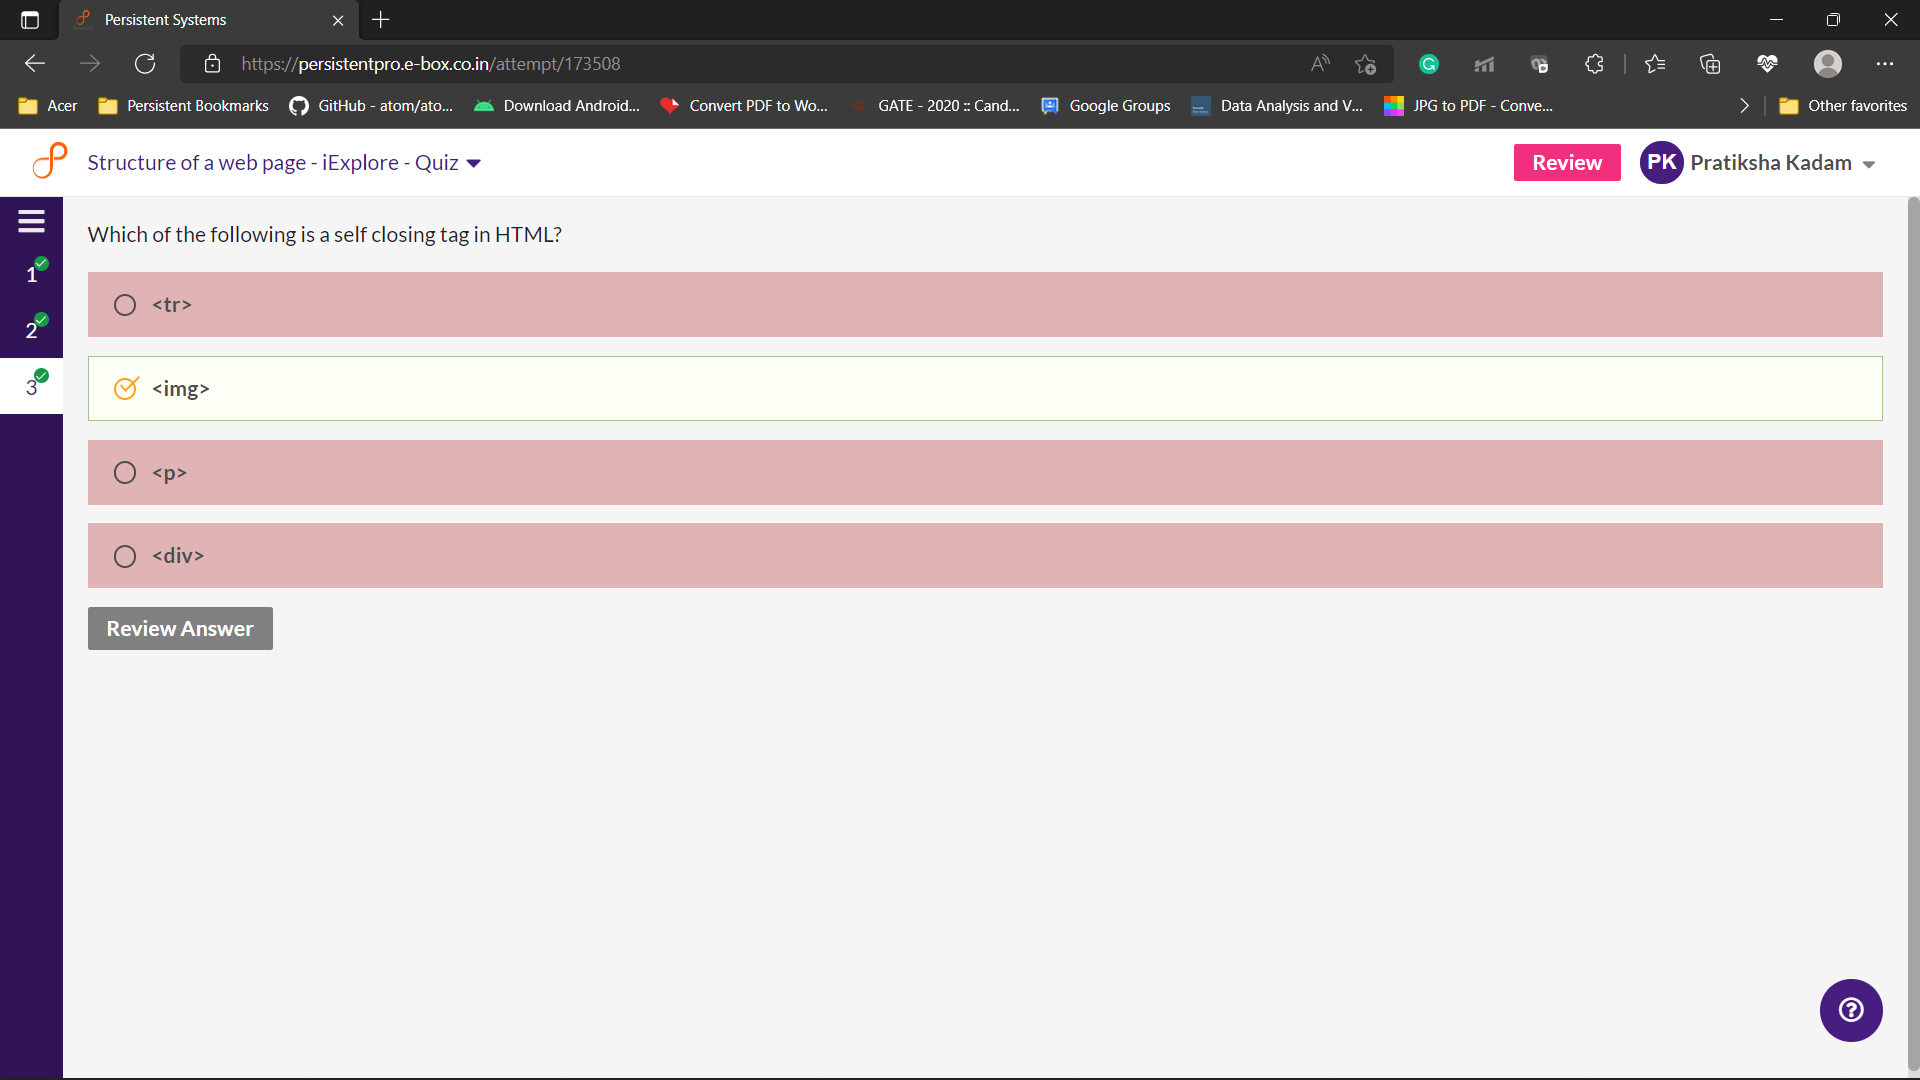 Persistent Systems
https://persistentpro.e-box.co.in/attempt/173508
Acer
Persistent Bookmarks
GitHub - atom/ato...
Download Android...
Convert PDF to Wo...
GATE - 2020 :: Cand...
Google Groups
Data Analysis and V...
JPG to PDF - Conve...
Other favorites
Structure of a web page - iExplore - Quiz
Review
PK
Pratiksha Kadam
1
2
3
Which of the following is a self closing tag in HTML?
<tr>
<img>
<p>
<div>
Review Answer